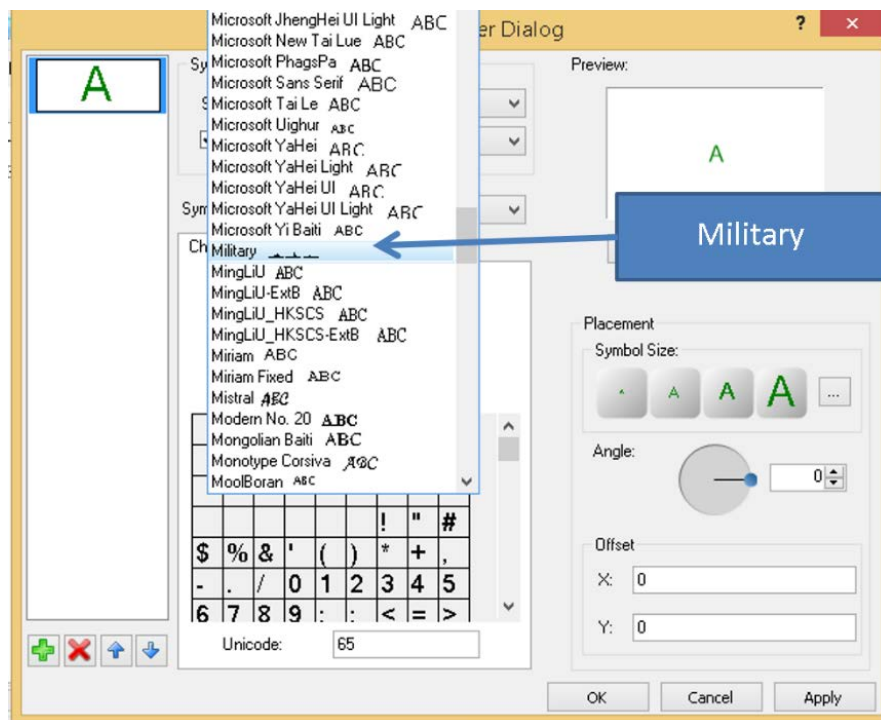 er Dialog
?
×
A
Sy
S
Sym
Ch
Microsoft JhengHei UI Light ABC
Microsoft New Tai Lue ABC
Microsoft PhagsPa ABC
Microsoft Sans Serif ABC
Microsoft Tai Le ABC
Microsoft Uighur ABC
Microsoft YaHei ABC
Microsoft YaHei Light ABC
Microsoft YaHei UI ABC
Microsoft YaHei UI Light ABC
Microsoft Yi Baiti ABC
Military
MingLiU ABC
MingLiU-ExtB ABC
MingLiU_HKSCS ABC
MingLiU_HKSCS-ExtB ABC
Miriam ABC
Miriam Fixed ABC
Mistral ABC
Modern No. 20 ABC
Mongolian Baiti ABC
Monotype Corsiva ABC
MoolBoran ABC
! " #
$ % & ' ( ) * + ,
- . / 0 1 2 3 4 5
6 7 8 9 : ; < = >
Unicode: 65
Preview:
A
Military
Placement
Symbol Size:
A A A A ...
Angle:
0
Offset
X: 0
Y: 0
OK Cancel Apply